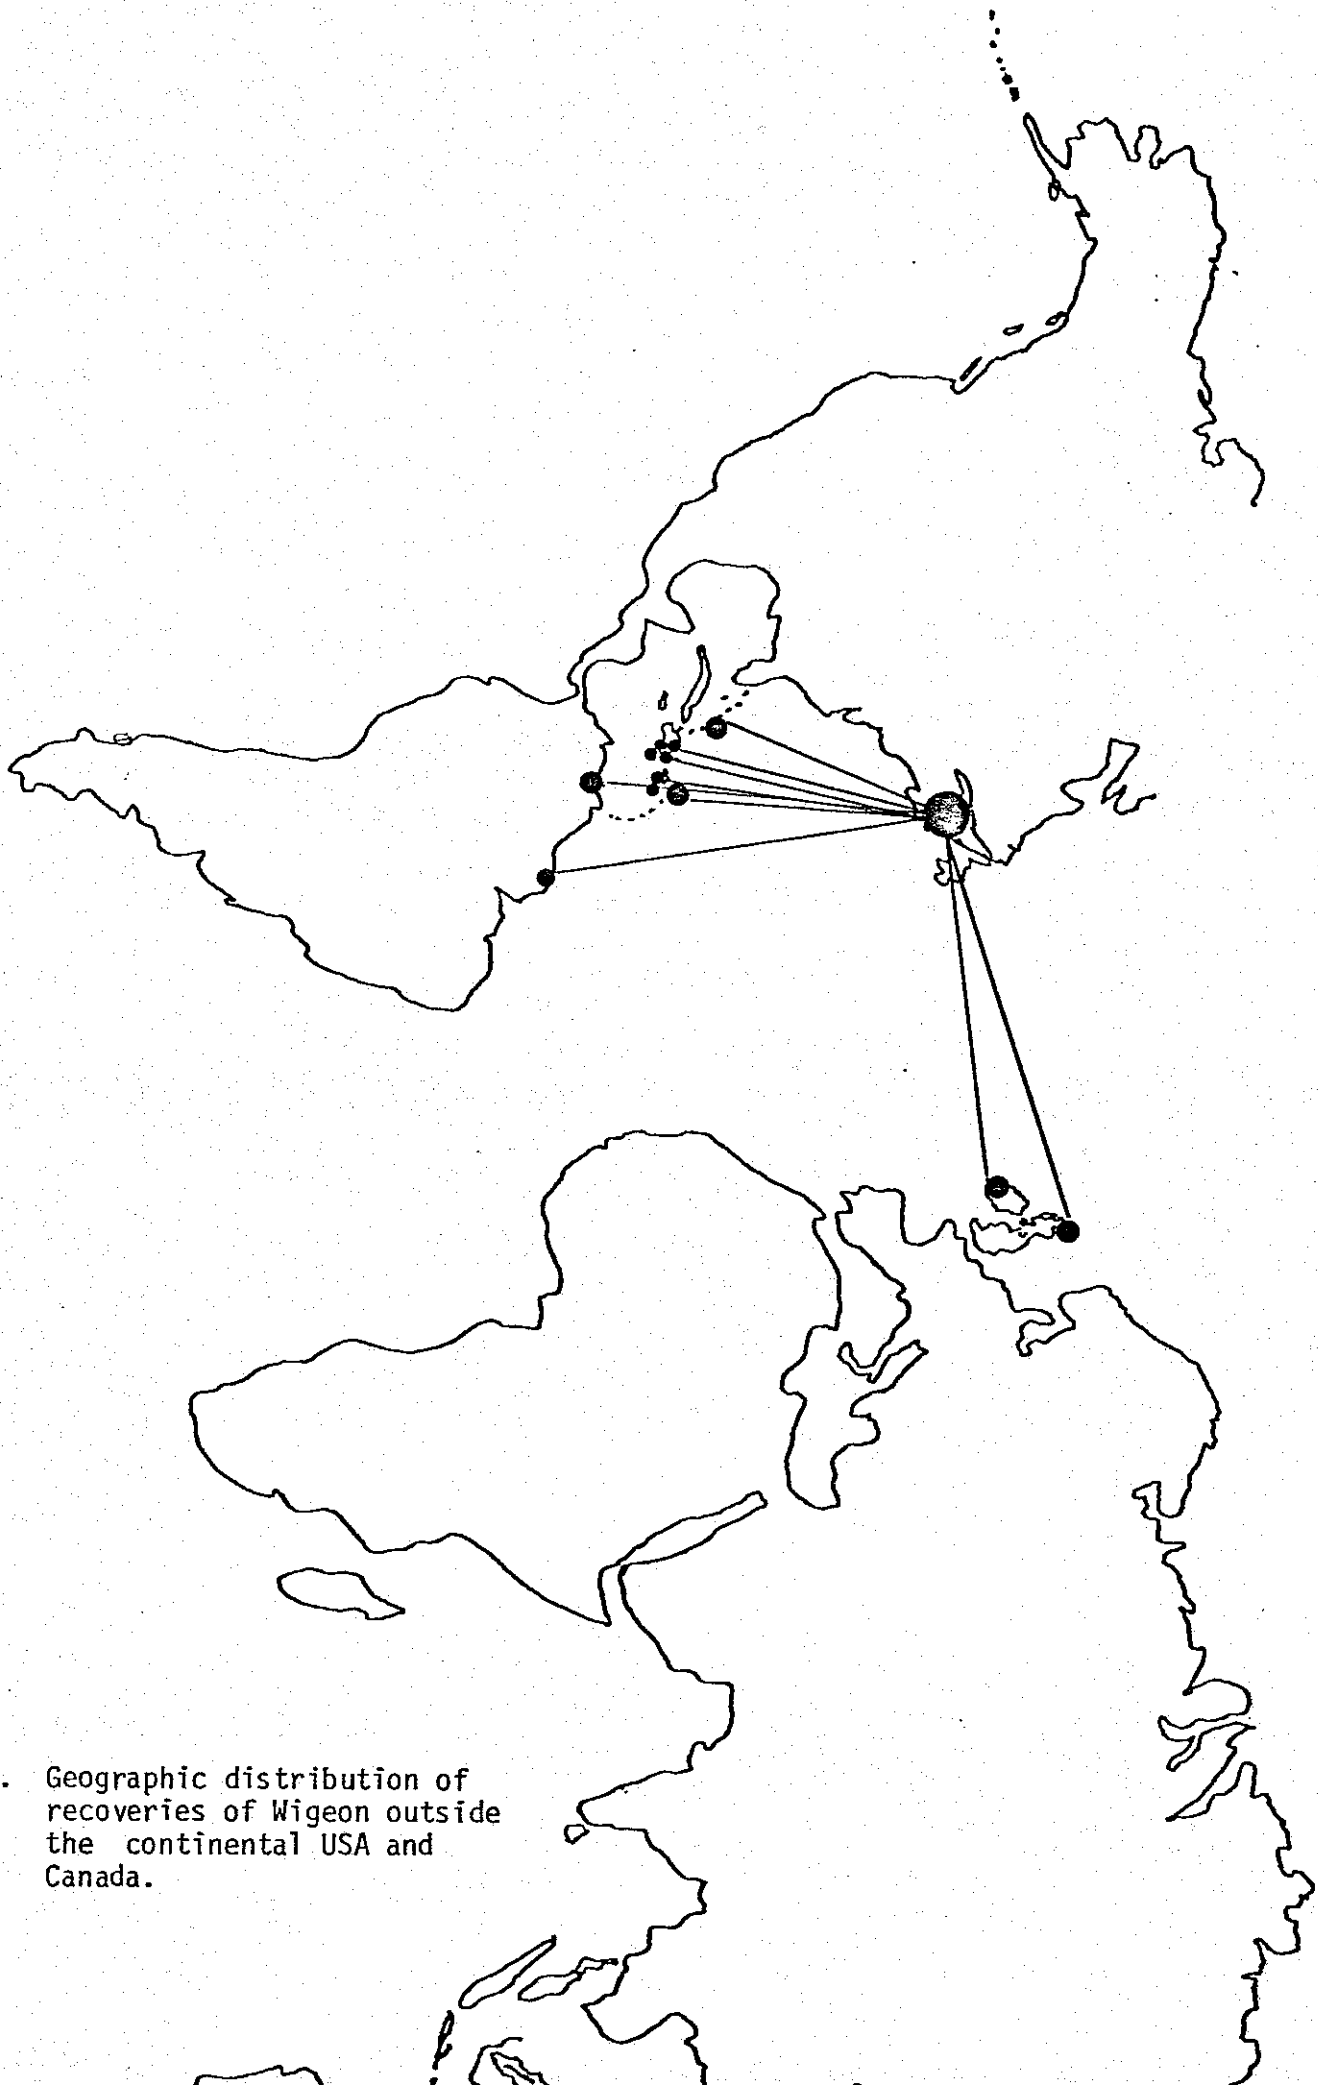 . Geographic distribution of
recoveries of Wigeon outside
the continental USA and
Canada.